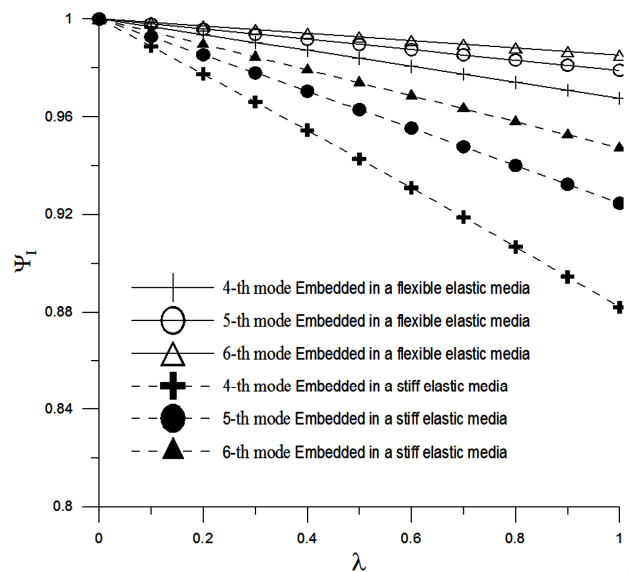 1
0.96
0.92
Ψ_I
0.88
0.84
0.8
4-th mode Embedded in a flexible elastic media
5-th mode Embedded in a flexible elastic media
6-th mode Embedded in a flexible elastic media
4-th mode Embedded in a stiff elastic media
5-th mode Embedded in a stiff elastic media
6-th mode Embedded in a stiff elastic media
0 0.2 0.4 0.6 0.8 1
λ